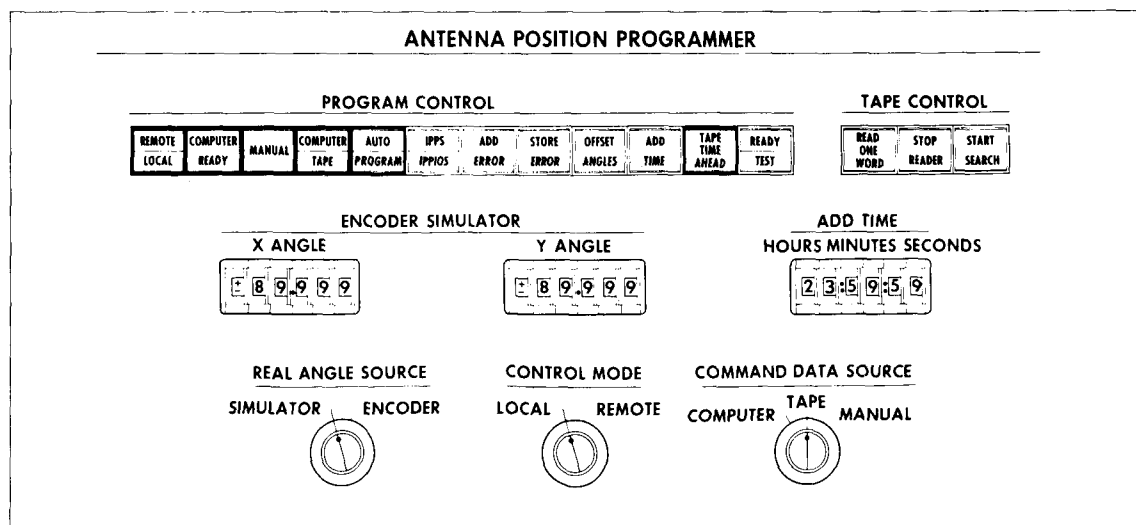 ANTENNA POSITION PROGRAMMER
PROGRAM CONTROL
REMOTE
LOCAL
COMPUTER
READY
MANUAL
COMPUTER
TAPE
AUTO
PROGRAM
IPPS
IPPIOS
ADD
ERROR
STORE
ERROR
OFFSET
ANGLES
ADD
TIME
TAPE
TIME
AHEAD
READY
TEST
TAPE CONTROL
READ
ONE
WORD
STOP
READER
START
SEARCH
ENCODER SIMULATOR
X ANGLE
± 8 9 . 9 9 9
Y ANGLE
± 8 9 . 9 9 9
ADD TIME
HOURS MINUTES SECONDS
2 3 : 5 9 : 5 9
REAL ANGLE SOURCE
SIMULATOR ENCODER
CONTROL MODE
LOCAL REMOTE
COMMAND DATA SOURCE
COMPUTER TAPE MANUAL